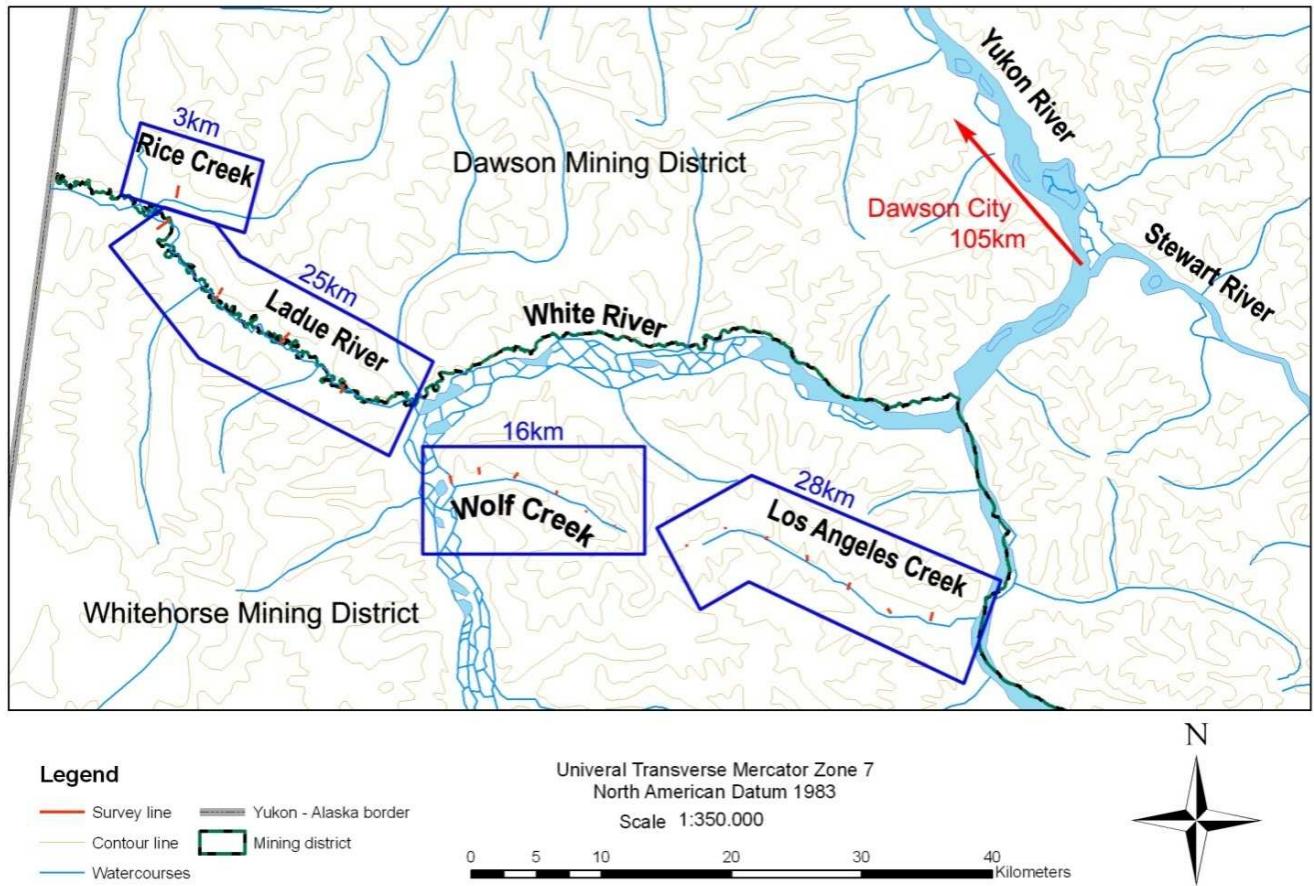 Yukon River
3km
Rice Creek
Dawson Mining District
Dawson City
105km
Stewart River
25km
Ladue River
White River
16km
Wolf Creek
28km
Los Angeles Creek
Whitehorse Mining District
N
Legend
Survey line
Yukon - Alaska border
Contour line
Mining district
Watercourses
Univeral Transverse Mercator Zone 7
North American Datum 1983
Scale 1:350.000
0 5 10 20 30 40 Kilometers